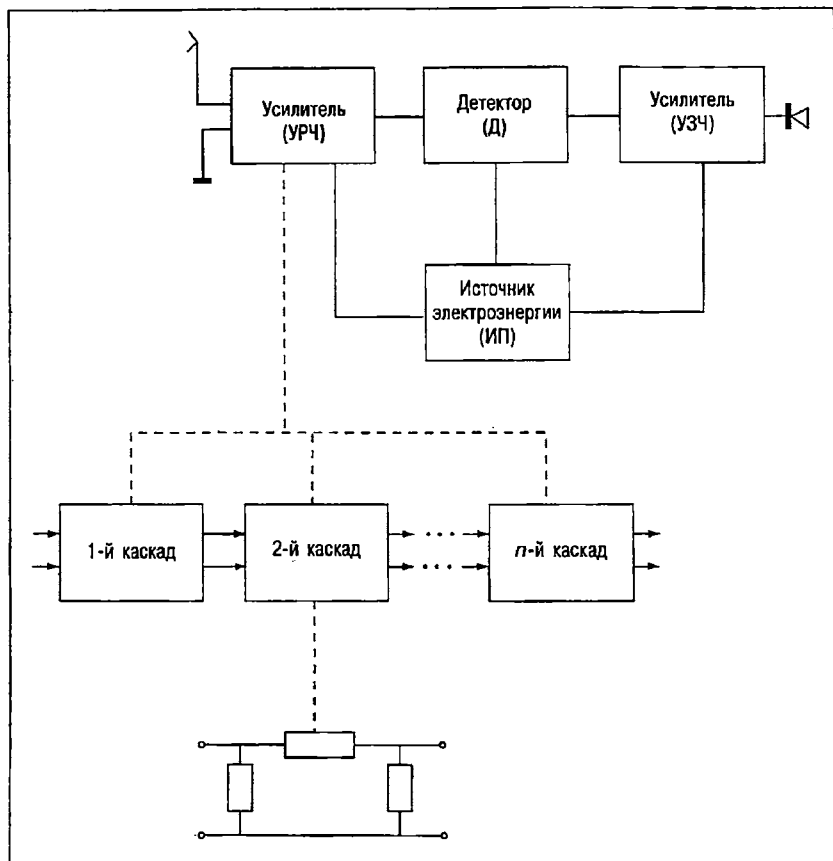 Усилитель
(УРЧ)
Детектор
(Д)
Усилитель
(УЗЧ)
Источник
электроэнергии
(ИП)
1-й каскад
2-й каскад
n-й каскад